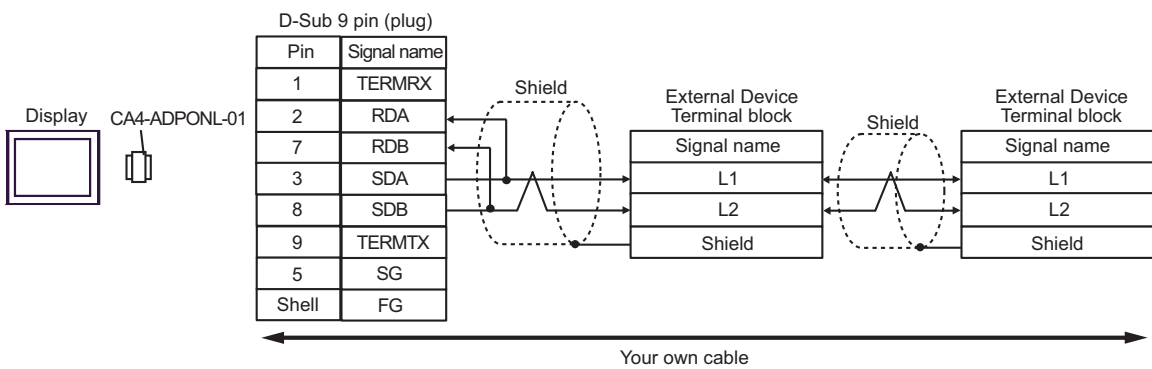 D-Sub 9 pin (plug)
Pin Signal name
1 TERMRX
2 RDA
7 RDB
3 SDA
8 SDB
9 TERMTX
5 SG
Shell FG
Display
CA4-ADPONL-01
Shield
External Device
Terminal block
Signal name
L1
L2
Shield
Shield
External Device
Terminal block
Signal name
L1
L2
Shield
Your own cable